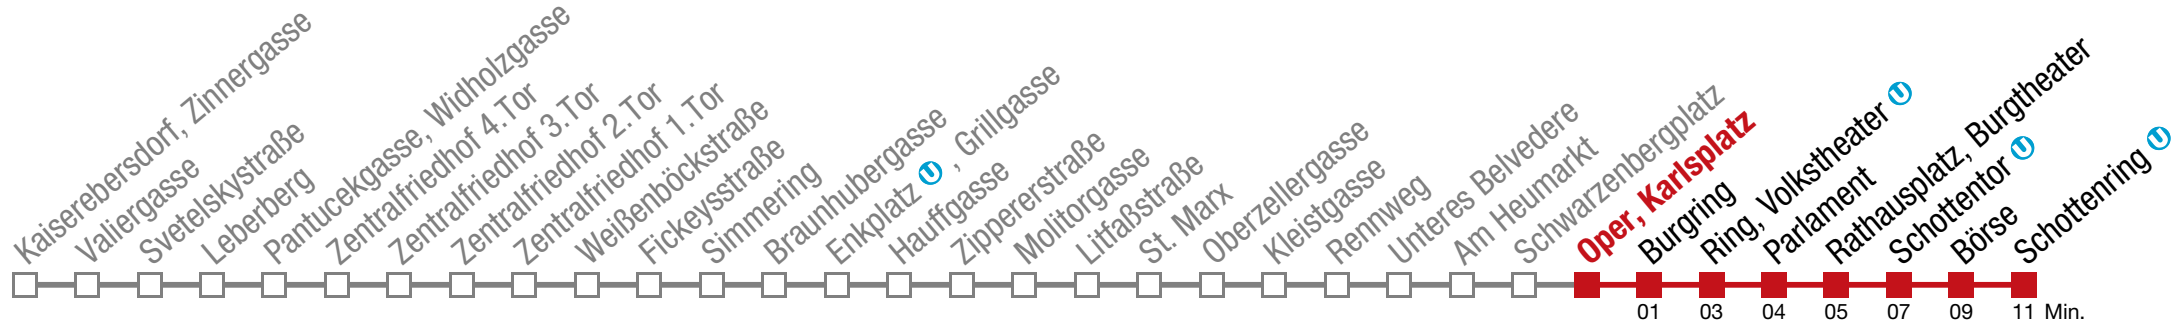 Kaiserebersdorf, Zinnergasse
Valiergasse
Svetelskystraße
Leberberg
Pantucekgasse, Widholzgasse
Zentralfriedhof 4.Tor
Zentralfriedhof 3.Tor
Zentralfriedhof 2.Tor
Zentralfriedhof 1.Tor
Weißenböckstraße
Fickeysstraße
Simmering
Braunhubergasse
Enkplatz U , Grillgasse
Hauffgasse
Zippererstraße
Molitorgasse
Litfaßstraße
St. Marx
Oberzellergasse
Kleistgasse
Rennweg
Unteres Belvedere
Am Heumarkt
Schwarzenbergplatz
Oper, Karlsplatz
Burgring
Ring, Volkstheater U
Parlament
Rathausplatz, Burgtheater
Schottentor U
Börse
Schottenring U
01 03 04 05 07 09 11 Min.